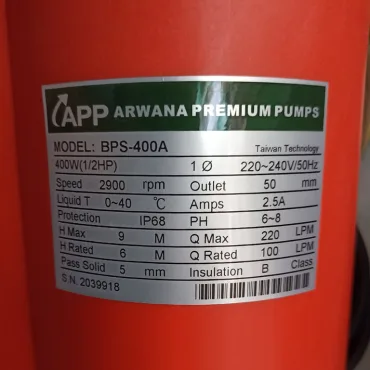 APP ARWANA PREMIUM PUMPS
MODEL: BPS-400A Taiwan Technology
400W(1/2HP) 1 Ø 220~240V/50Hz
Speed 2900 rpm Outlet 50 mm
Liquid T 0~40 ℃ Amps 2.5A
Protection IP68 PH 6~8
H Max 9 M Q Max 220 LPM
H Rated 6 M Q Rated 100 LPM
Pass Solid 5 mm Insulation B Class
S.N. 2039918